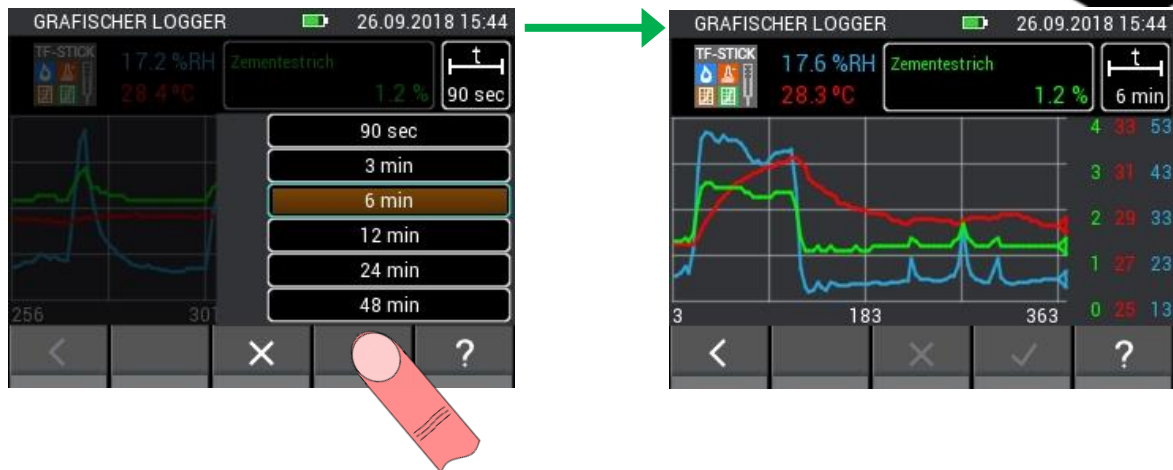 GRAFISCHER LOGGER 26.09.2018 15:44
TF-STICK 17.2 %RH Zementestrich t
28.4 °C 1.2 % 90 sec
90 sec
3 min
6 min
12 min
24 min
48 min
256 301
< X ?
GRAFISCHER LOGGER 26.09.2018 15:44
TF-STICK 17.6 %RH Zementestrich t
28.3 °C 1.2 % 6 min
4 33 53
3 31 43
2 29 33
1 27 23
0 25 13
3 183 363
< X ✓ ?